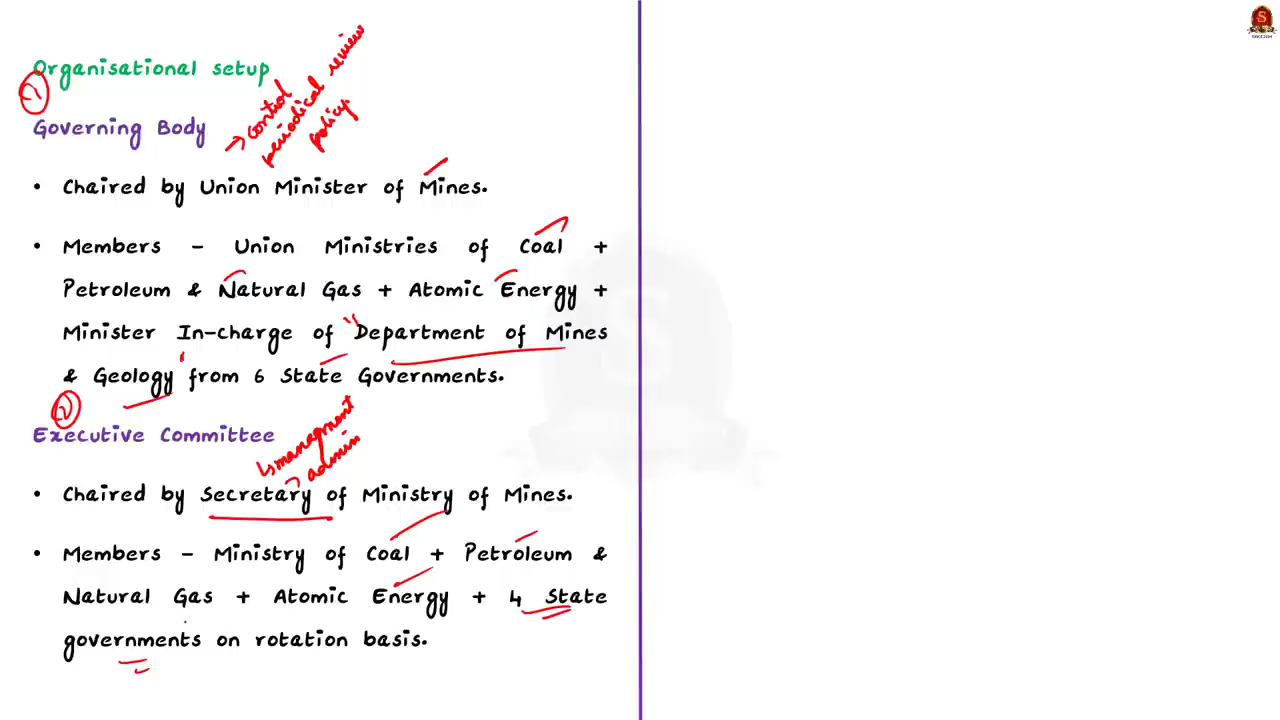 Organisational setup
1
Governing Body
→ control
periodical review
policy.
• Chaired by Union Minister of Mines.
• Members - Union Ministries of Coal +
Petroleum & Natural Gas + Atomic Energy +
Minister In-charge of "Department of Mines
& Geology" from 6 State Governments.
2
Executive Committee
↳ managment
→ admin
• Chaired by Secretary of Ministry of Mines.
• Members - Ministry of Coal + Petroleum &
Natural Gas + Atomic Energy + 4 State
governments on rotation basis.
S